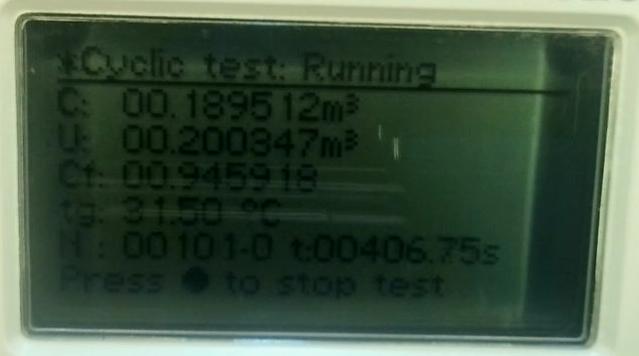 *Cyclic test: Running
C: 00.189512m³
U: 00.200347m³
Cf: 00.945918
tg: 31.50 °C
N : 00101-0 t:00406.75s
Press ● to stop test